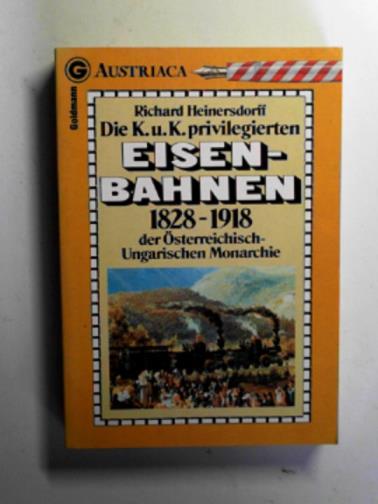 G AUSTRIACA
Goldmann
Richard Heinersdorff
Die K. u. K. privilegierten
EISEN-
BAHNEN
1828-1918
der Österreichisch-
Ungarischen Monarchie